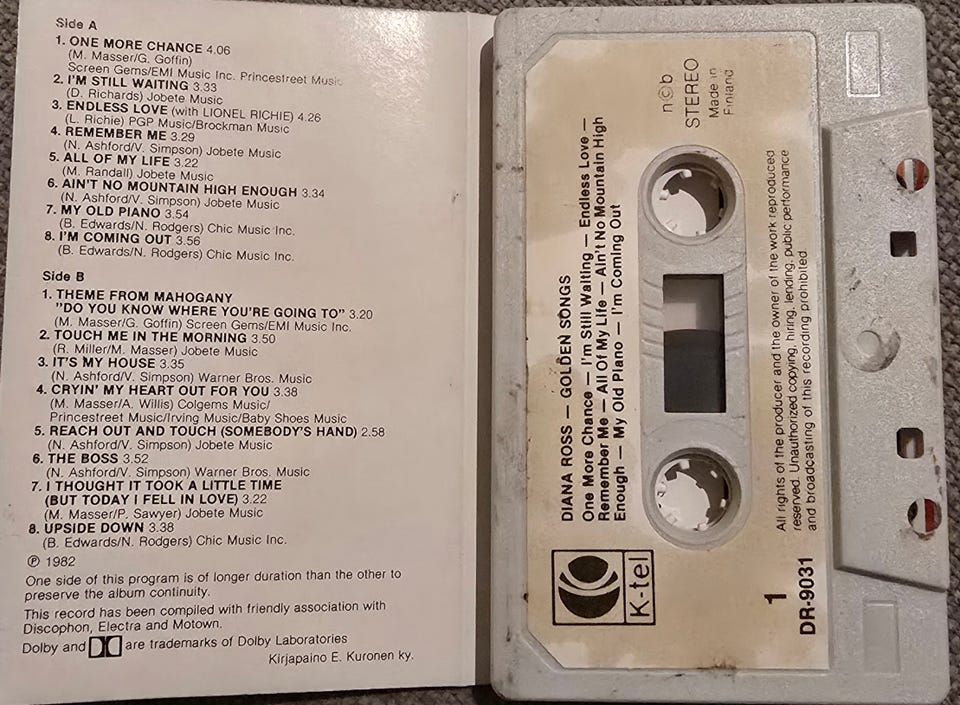 Side A
1. ONE MORE CHANCE 4.06
(M. Masser/G. Goffin)
Screen Gems/EMI Music Inc. Princestreet Music
2. I'M STILL WAITING 3.33
(D. Richards) Jobete Music
3. ENDLESS LOVE (with LIONEL RICHIE) 4.26
(L. Richie) PGP Music/Brockman Music
4. REMEMBER ME 3.29
(N. Ashford/V. Simpson) Jobete Music
5. ALL OF MY LIFE 3.22
(M. Randall) Jobete Music
6. AIN'T NO MOUNTAIN HIGH ENOUGH 3.34
(N. Ashford/V. Simpson) Jobete Music
7. MY OLD PIANO 3.54
(B. Edwards/N. Rodgers) Chic Music Inc.
8. I'M COMING OUT 3.56
(B. Edwards/N. Rodgers) Chic Music Inc.
Side B
1. THEME FROM MAHOGANY
"DO YOU KNOW WHERE YOU'RE GOING TO" 3.20
(M. Masser/G. Goffin) Screen Gems/EMI Music Inc.
2. TOUCH ME IN THE MORNING 3.50
(R. Miller/M. Masser) Jobete Music
3. IT'S MY HOUSE 3.35
(N. Ashford/V. Simpson) Warner Bros. Music
4. CRYIN' MY HEART OUT FOR YOU 3.38
(M. Masser/A. Willis) Colgems Music/
Princestreet Music/Irving Music/Baby Shoes Music
5. REACH OUT AND TOUCH (SOMEBODY'S HAND) 2.58
(N. Ashford/V. Simpson) Jobete Music
6. THE BOSS 3.52
(N. Ashford/V. Simpson) Warner Bros. Music
7. I THOUGHT IT TOOK A LITTLE TIME
(BUT TODAY I FELL IN LOVE) 3.22
(M. Masser/P. Sawyer) Jobete Music
8. UPSIDE DOWN 3.38
(B. Edwards/N. Rodgers) Chic Music Inc.
℗ 1982
One side of this program is of longer duration than the other to
preserve the album continuity.
This record has been compiled with friendly association with
Discophon, Electra and Motown.
Dolby and are trademarks of Dolby Laboratories
Kirjapaino E. Kuronen ky.
DIANA ROSS — GOLDEN SONGS
One More Chance — I'm Still Waiting — Endless Love —
Remember Me — All Of My Life — Ain't No Mountain High
Enough — My Old Piano — I'm Coming Out
n©b
STEREO
Made in
Finland
K-tel
All rights of the producer and the owner of the work reproduced
reserved. Unauthorized copying, hiring, lending, public performance
and broadcasting of this recording prohibited.
1
DR-9031